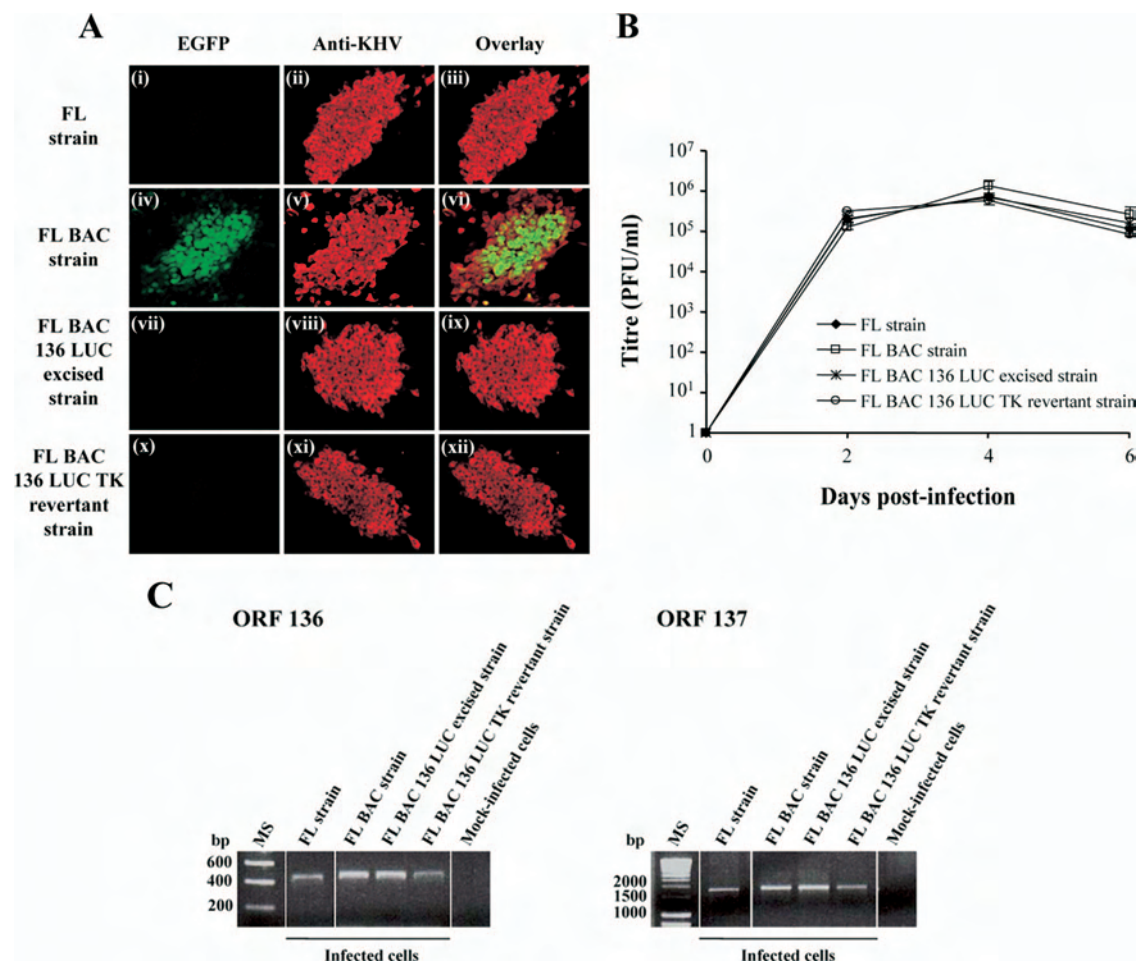 A
EGFP
Anti-KHV
Overlay
FL
strain
(i)
(ii)
(iii)
FL BAC
strain
(iv)
(v)
(vi)
FL BAC
136 LUC
excised
strain
(vii)
(viii)
(ix)
FL BAC
136 LUC TK
revertant
strain
(x)
(xi)
(xii)
B
Titre (PFU/ml)
10⁷
10⁶
10⁵
10⁴
10³
10²
10¹
1
0
2
4
6
Days post-infection
FL strain
FL BAC strain
FL BAC 136 LUC excised strain
FL BAC 136 LUC TK revertant strain
C
ORF 136
bp
MS
FL strain
FL BAC strain
FL BAC 136 LUC excised strain
FL BAC 136 LUC TK revertant strain
Mock-infected cells
600
400
200
Infected cells
ORF 137
bp
MS
FL strain
FL BAC strain
FL BAC 136 LUC excised strain
FL BAC 136 LUC TK revertant strain
Mock-infected cells
2000
1500
1000
Infected cells